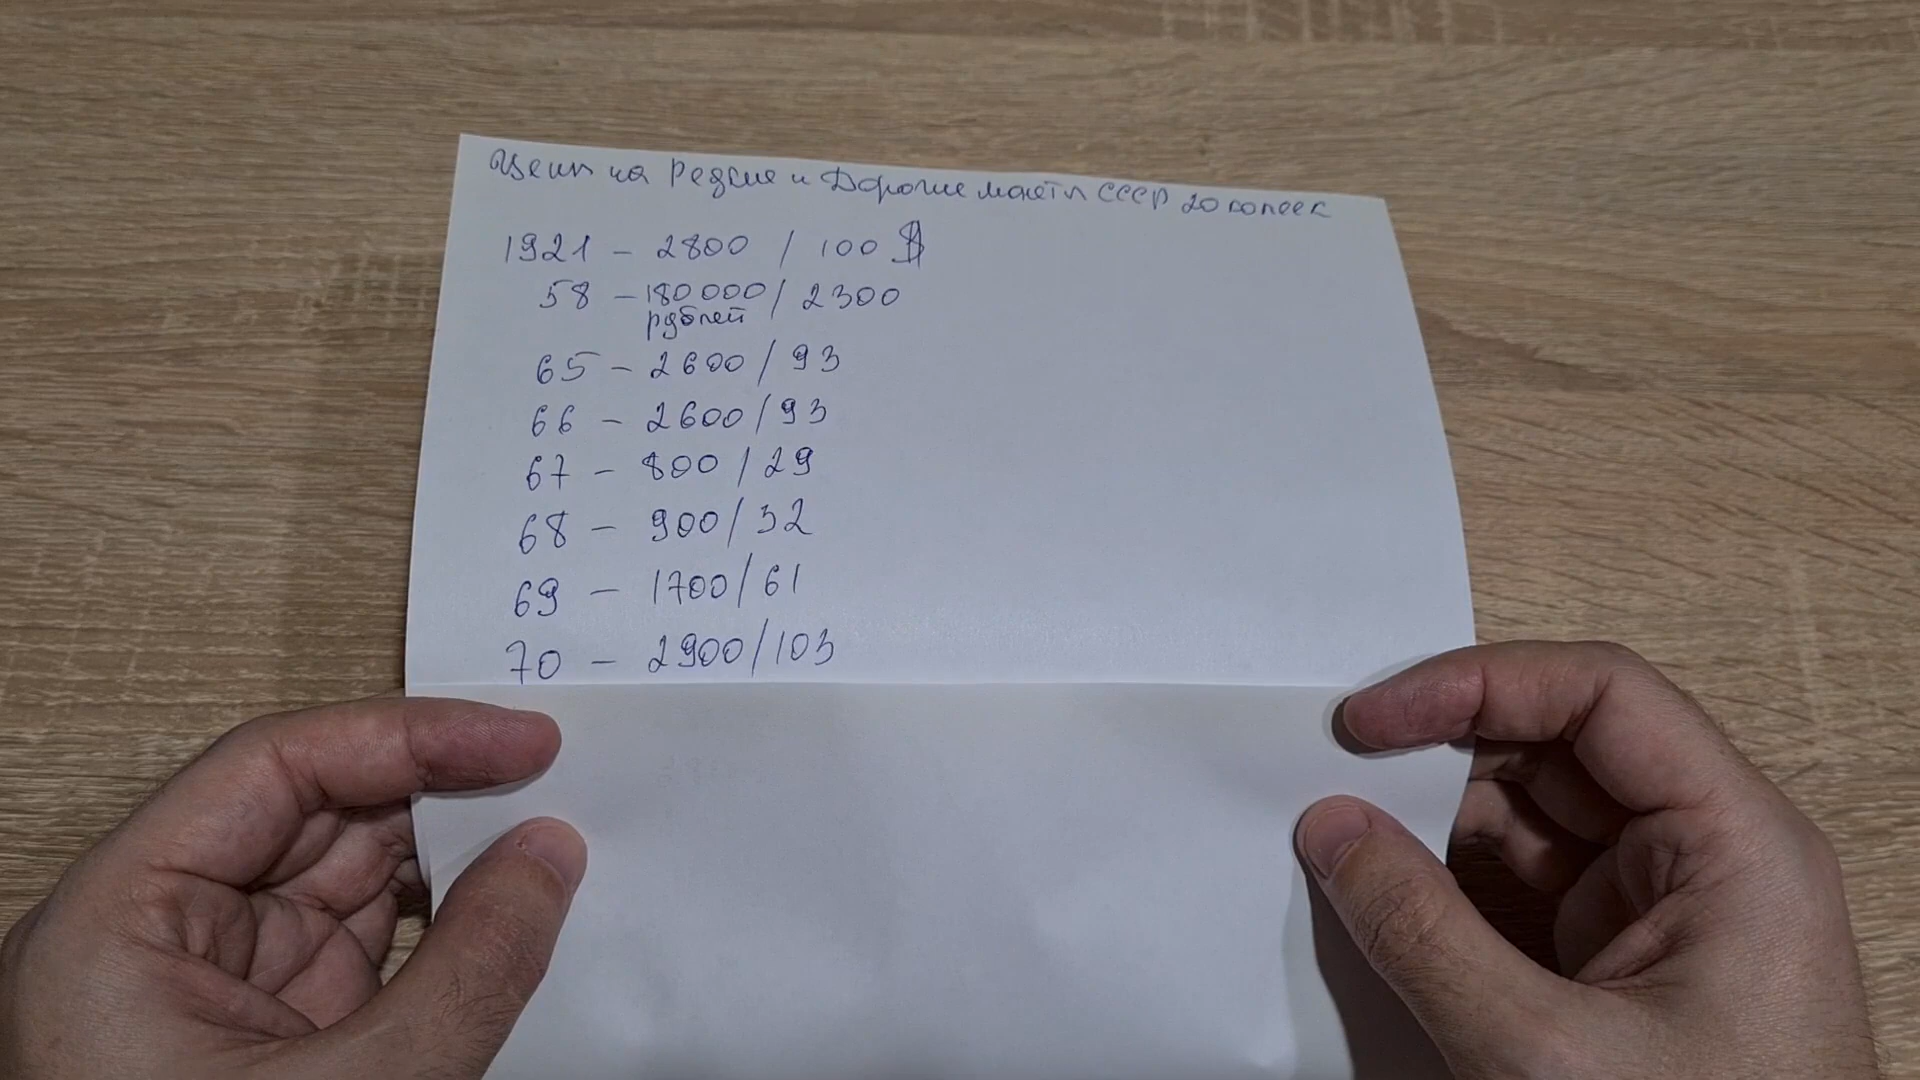 Цены на Редкие и Дорогие монеты СССР 20 копеек
1921 – 2800 / 100 $
58 – 180 000 / 2300
рублей
65 – 2600 / 93
66 – 2600 / 93
67 – 800 / 29
68 – 900 / 32
69 – 1700 / 61
70 – 2900 / 103